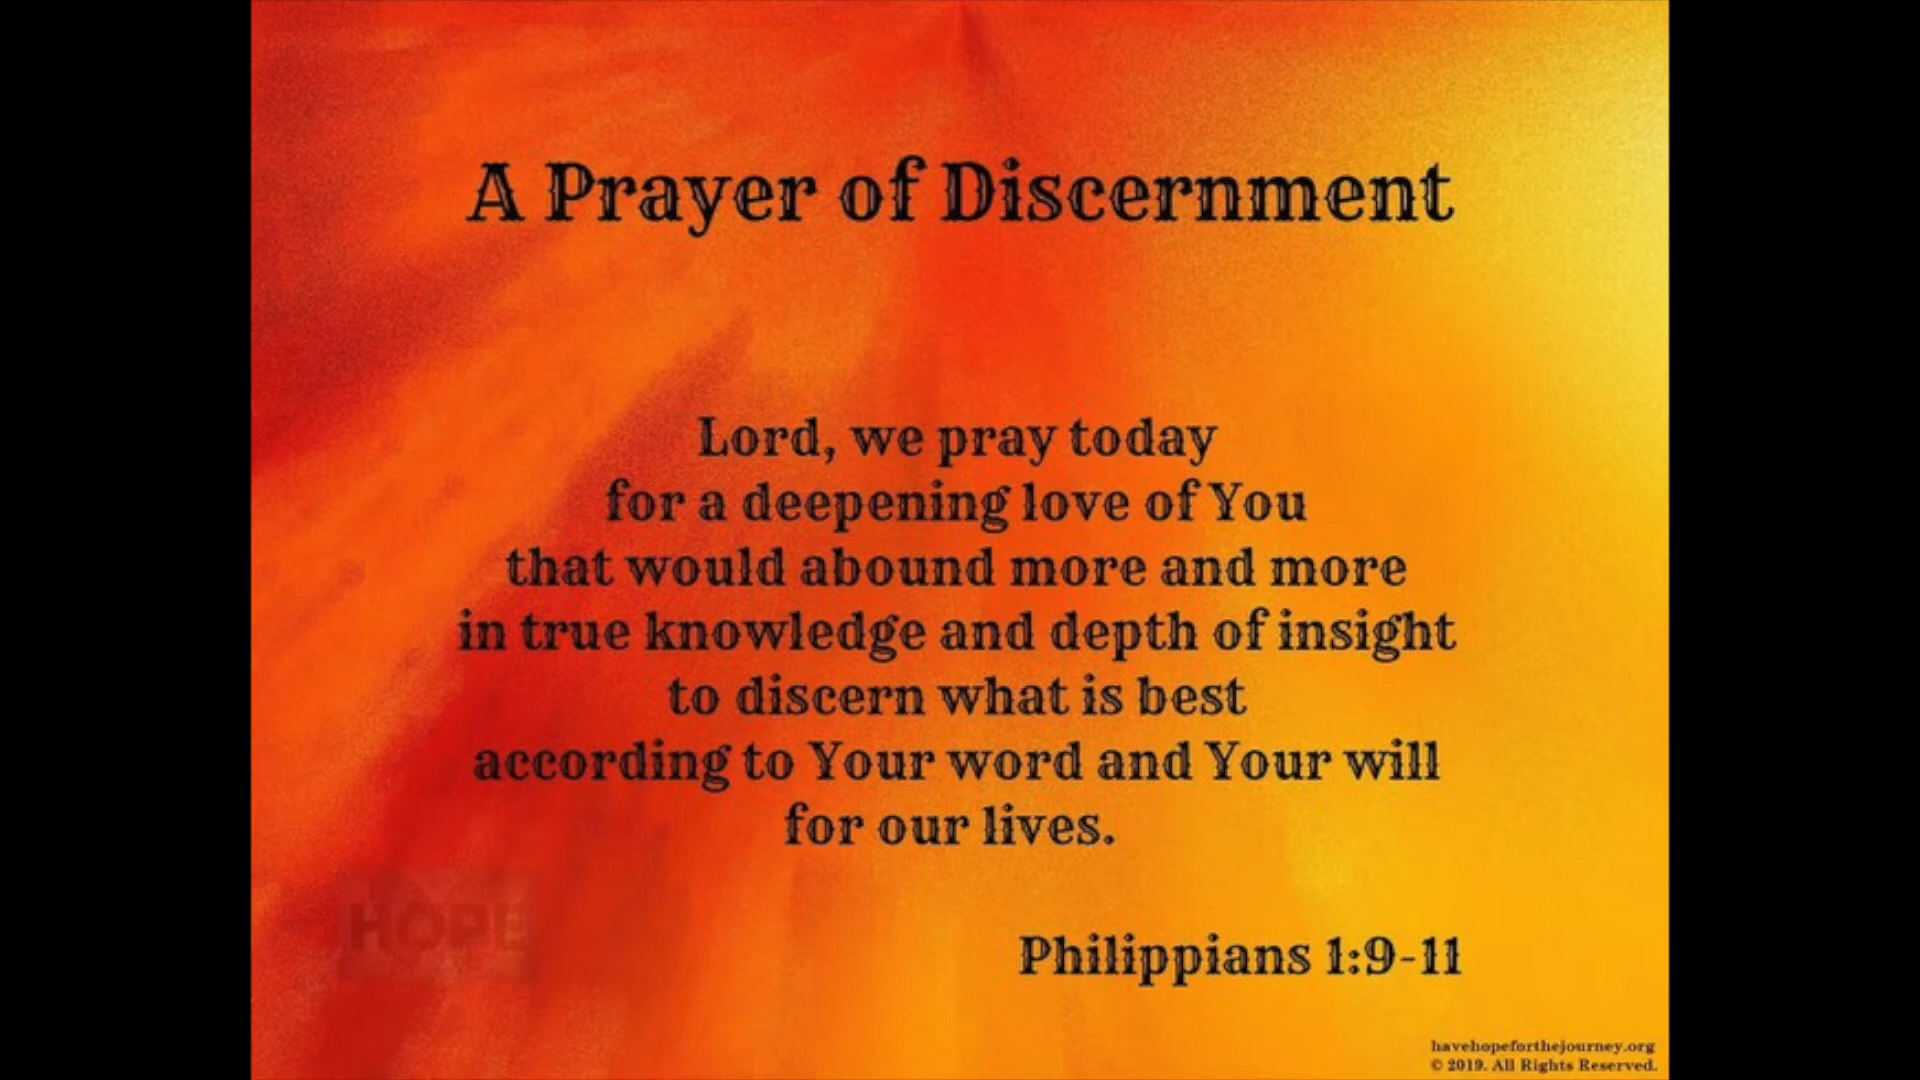 A Prayer of Discernment
Lord, we pray today
for a deepening love of You
that would abound more and more
in true knowledge and depth of insight
to discern what is best
according to Your word and Your will
for our lives.
HOPE
Philippians 1:9-11
havehopeforthejourney.org
© 2019. All Rights Reserved.